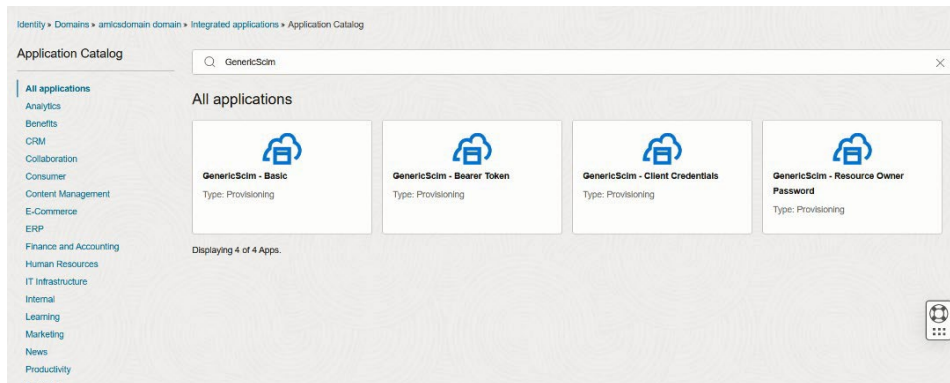 Identity » Domains » amicsdomain domain » Integrated applications » Application Catalog
Application Catalog
All applications
Analytics
Benefits
CRM
Collaboration
Consumer
Content Management
E-Commerce
ERP
Finance and Accounting
Human Resources
IT Infrastructure
Internal
Learning
Marketing
News
Productivity
GenericScim
All applications
GenericScim - Basic
Type: Provisioning
GenericScim - Bearer Token
Type: Provisioning
GenericScim - Client Credentials
Type: Provisioning
GenericScim - Resource Owner
Password
Type: Provisioning
Displaying 4 of 4 Apps.